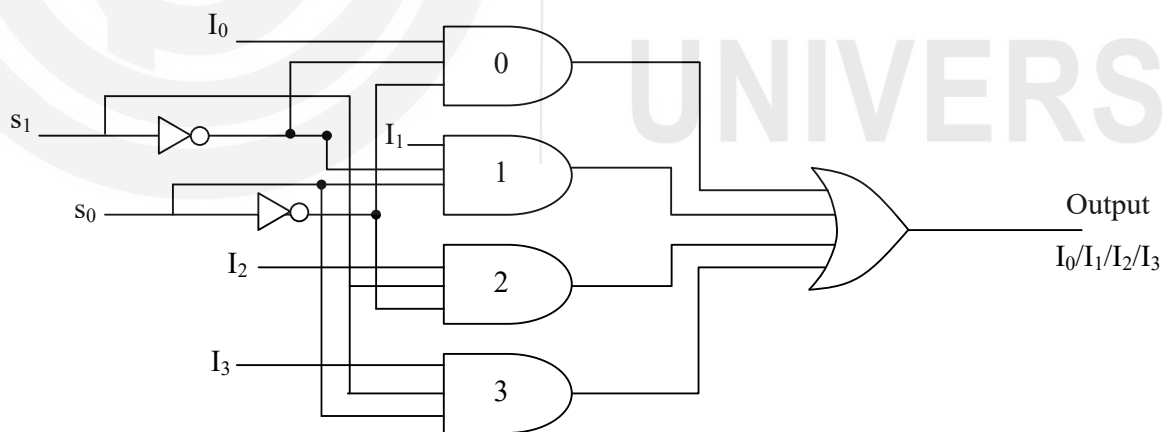 I₀
UNIVERS
0
s₁
I₁
1
s₀
Output
I₀/I₁/I₂/I₃
I₂
2
I₃
3